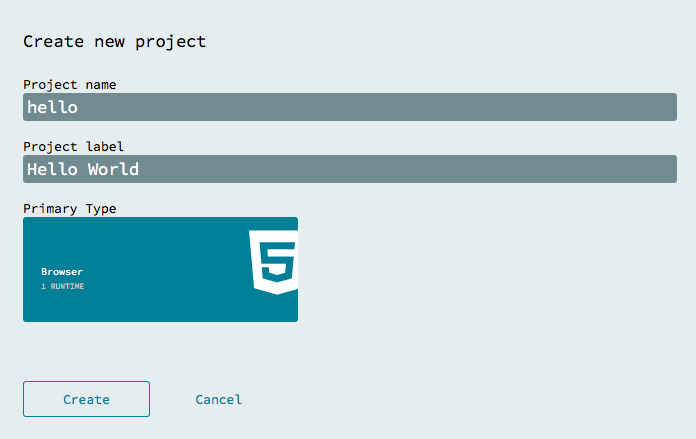 Create new project
Project name
hello
Project label
Hello World
Primary Type
Browser
1 RUNTIME
Create
Cancel